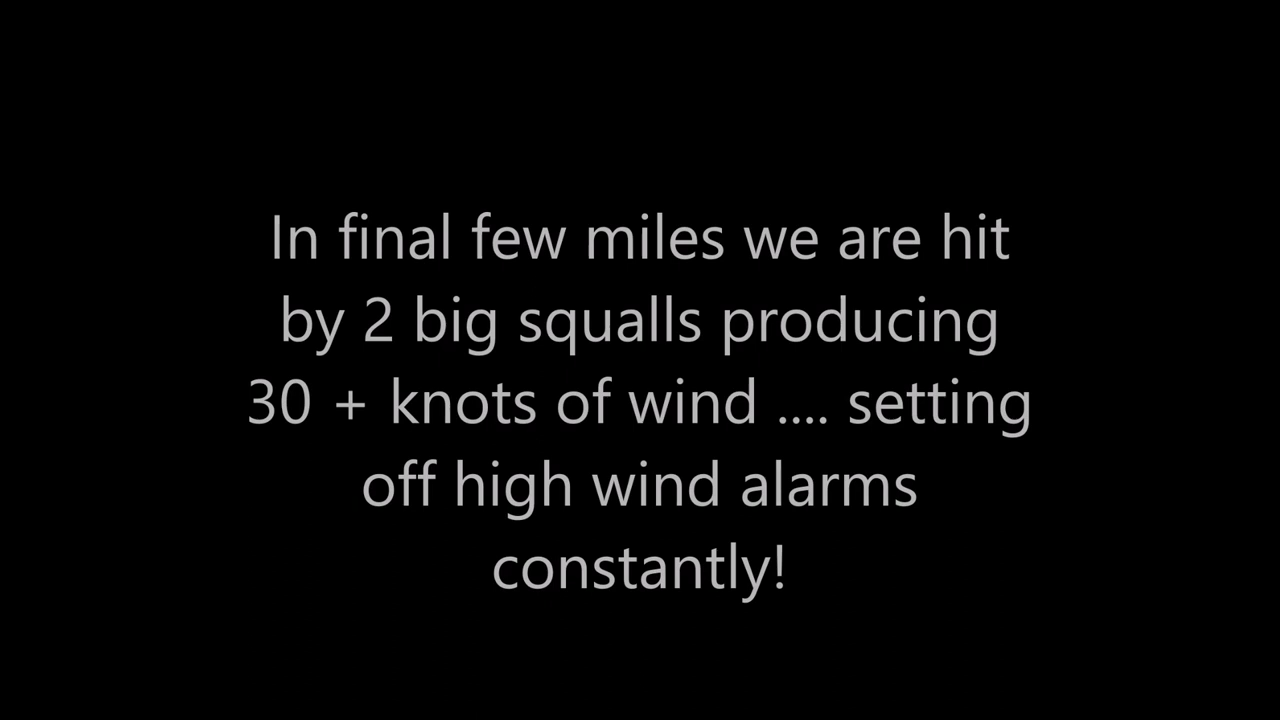 In final few miles we are hit
by 2 big squalls producing
30 + knots of wind .... setting
off high wind alarms
constantly!